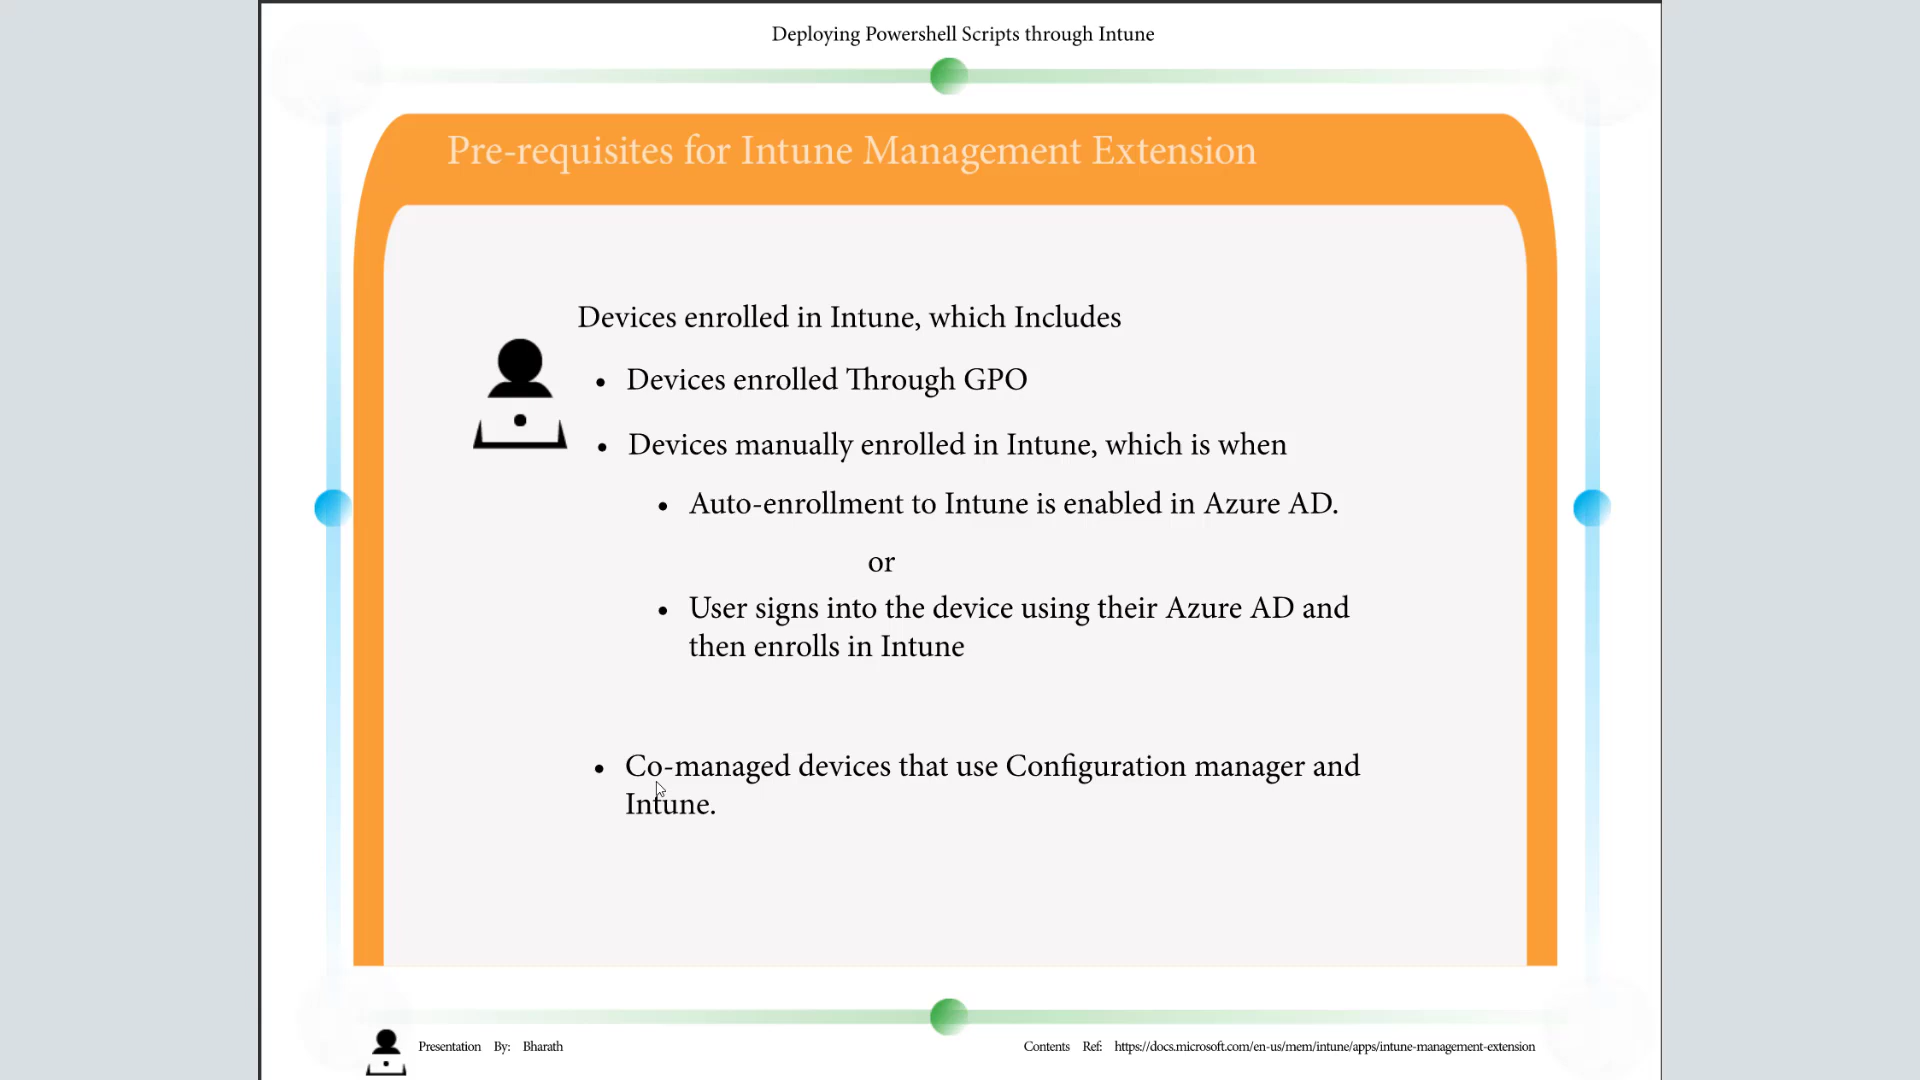 Deploying Powershell Scripts through Intune
Pre-requisites for Intune Management Extension
Devices enrolled in Intune, which Includes
• Devices enrolled Through GPO
• Devices manually enrolled in Intune, which is when
• Auto-enrollment to Intune is enabled in Azure AD.
or
• User signs into the device using their Azure AD and
then enrolls in Intune
• Co-managed devices that use Configuration manager and
Intune.
Presentation By: Bharath
Contents Ref: https://docs.microsoft.com/en-us/mem/intune/apps/intune-management-extension